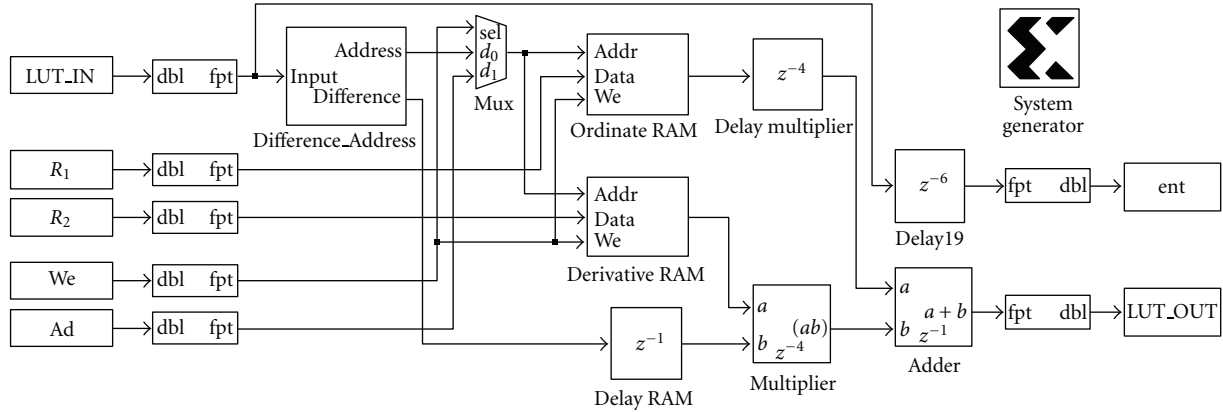 LUT_IN
dbl fpt
Input
Address
Difference
Difference_Address
sel
d0
d1
Mux
Addr
Data
We
Ordinate RAM
z−4
Delay multiplier
System
generator
R1
dbl fpt
R2
dbl fpt
Addr
Data
We
Derivative RAM
z−6
Delay19
fpt dbl
ent
We
dbl fpt
Ad
dbl fpt
z−1
Delay RAM
a
b
(ab)
z−4
Multiplier
a
b
a + b
z−1
Adder
fpt dbl
LUT_OUT